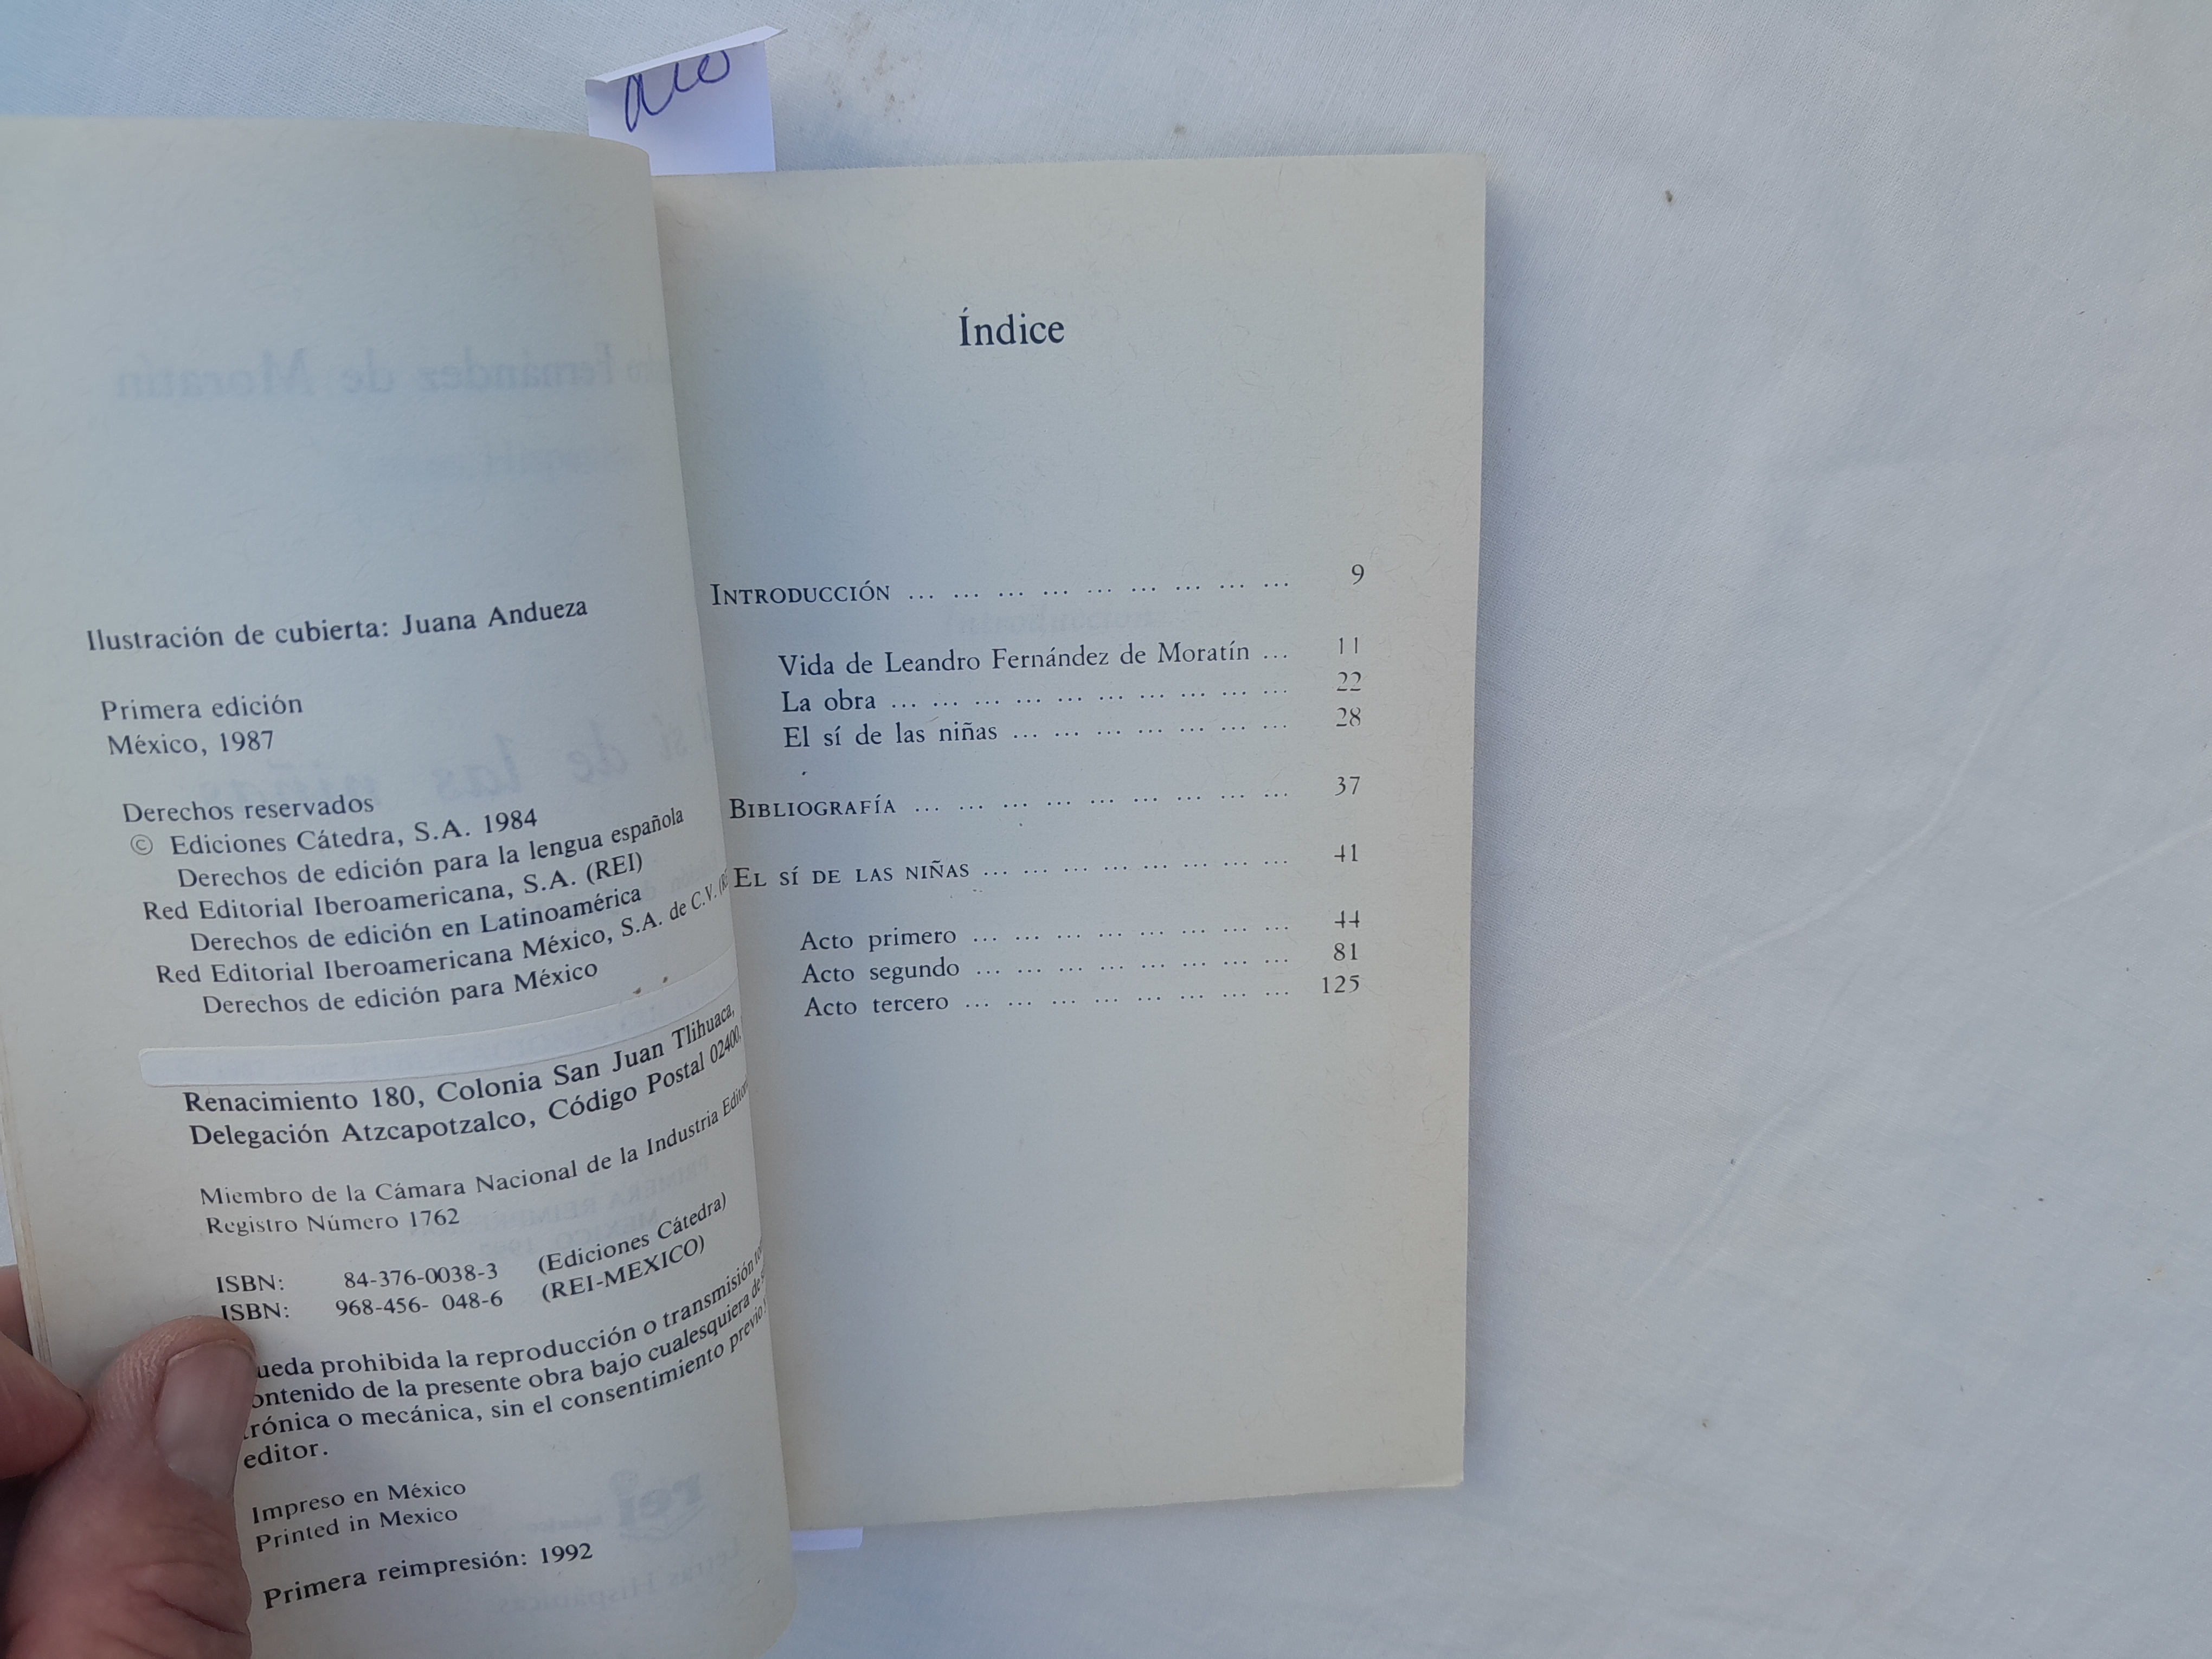 Ilustración de cubierta: Juana Andueza
Primera edición
México, 1987
Derechos reservados
© Ediciones Cátedra, S.A. 1984
Derechos de edición para la lengua española
Red Editorial Iberoamericana, S.A. (REI)
Derechos de edición en Latinoamérica
Red Editorial Iberoamericana México, S.A. de C.V.
Derechos de edición para México
Renacimiento 180, Colonia San Juan Tlihuaca,
Delegación Atzcapotzalco, Código Postal 02400,
Miembro de la Cámara Nacional de la Industria
Registro Número 1762
ISBN: 84-376-0038-3 (Ediciones Cátedra)
ISBN: 968-456- 048-6 (REI-MEXICO)
ueda prohibida la reproducción o transmisión
ontenido de la presente obra bajo cualesquiera de
trónica o mecánica, sin el consentimiento previo
editor.
Impreso en México
Printed in Mexico
Primera reimpresión: 1992
Índice
INTRODUCCIÓN ... ... ... ... ... ... ... ... ... 9
Vida de Leandro Fernández de Moratín ... 11
La obra ... ... ... ... ... ... ... ... ... ... 22
El sí de las niñas ... ... ... ... ... ... ... 28
BIBLIOGRAFÍA ... ... ... ... ... ... ... ... ... 37
EL SÍ DE LAS NIÑAS ... ... ... ... ... ... ... ... 41
Acto primero ... ... ... ... ... ... ... ... 44
Acto segundo ... ... ... ... ... ... ... ... 81
Acto tercero ... ... ... ... ... ... ... ... 125